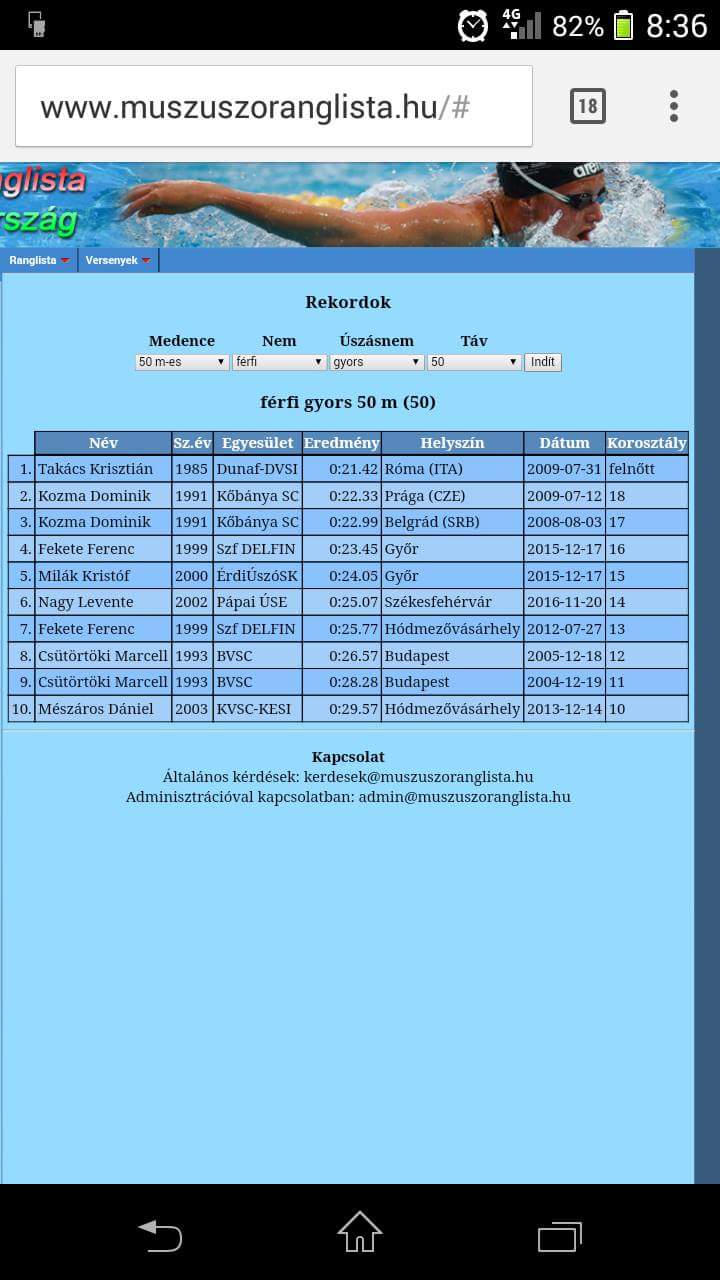 4G 82% 8:36
www.muszuszoranglista.hu/# 18
nglista
rszág
arena
Ranglista Versenyek
Rekordok
Medence Nem Úszásnem Táv
50 m-es férfi gyors 50 Indít
férfi gyors 50 m (50)
Név Sz.év Egyesület Eredmény Helyszín Dátum Korosztály
1. Takács Krisztián 1985 Dunaf-DVSI 0:21.42 Róma (ITA) 2009-07-31 felnőtt
2. Kozma Dominik 1991 Kőbánya SC 0:22.33 Prága (CZE) 2009-07-12 18
3. Kozma Dominik 1991 Kőbánya SC 0:22.99 Belgrád (SRB) 2008-08-03 17
4. Fekete Ferenc 1999 Szf DELFIN 0:23.45 Győr 2015-12-17 16
5. Milák Kristóf 2000 ÉrdiÚszóSK 0:24.05 Győr 2015-12-17 15
6. Nagy Levente 2002 Pápai ÚSE 0:25.07 Székesfehérvár 2016-11-20 14
7. Fekete Ferenc 1999 Szf DELFIN 0:25.77 Hódmezővásárhely 2012-07-27 13
8. Csütörtöki Marcell 1993 BVSC 0:26.57 Budapest 2005-12-18 12
9. Csütörtöki Marcell 1993 BVSC 0:28.28 Budapest 2004-12-19 11
10. Mészáros Dániel 2003 KVSC-KESI 0:29.57 Hódmezővásárhely 2013-12-14 10
Kapcsolat
Általános kérdések: kerdesek@muszuszoranglista.hu
Adminisztrációval kapcsolatban: admin@muszuszoranglista.hu